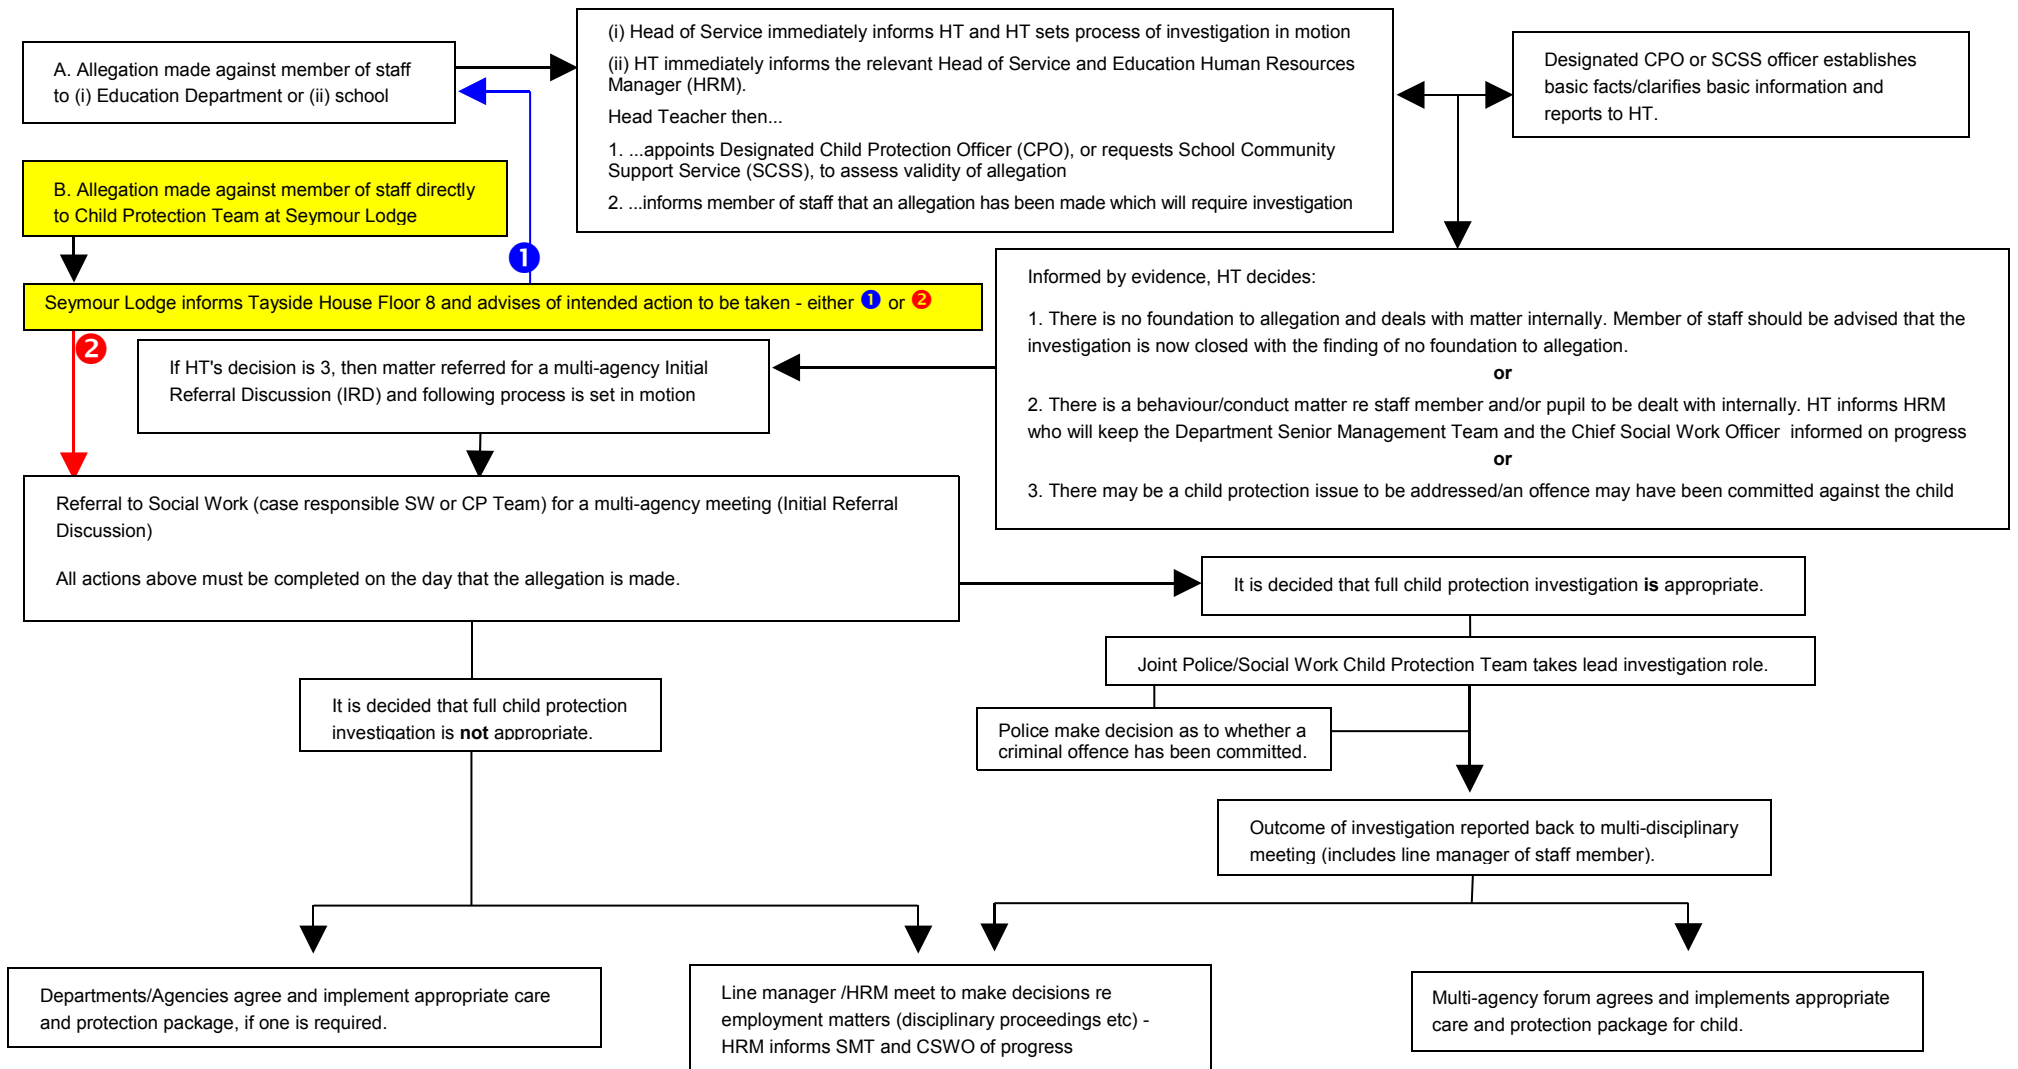 A. Allegation made against member of staff
to (i) Education Department or (ii) school
(i) Head of Service immediately informs HT and HT sets process of investigation in motion
(ii) HT immediately informs the relevant Head of Service and Education Human Resources
Manager (HRM).
Head Teacher then...
1. ...appoints Designated Child Protection Officer (CPO), or requests School Community
Support Service (SCSS), to assess validity of allegation
2. ...informs member of staff that an allegation has been made which will require investigation
Designated CPO or SCSS officer establishes
basic facts/clarifies basic information and
reports to HT.
B. Allegation made against member of staff directly
to Child Protection Team at Seymour Lodge
❶
Seymour Lodge informs Tayside House Floor 8 and advises of intended action to be taken - either ❶ or ❷
❷
Informed by evidence, HT decides:
1. There is no foundation to allegation and deals with matter internally. Member of staff should be advised that the
investigation is now closed with the finding of no foundation to allegation.
or
2. There is a behaviour/conduct matter re staff member and/or pupil to be dealt with internally. HT informs HRM
who will keep the Department Senior Management Team and the Chief Social Work Officer  informed on progress
or
3. There may be a child protection issue to be addressed/an offence may have been committed against the child
If HT's decision is 3, then matter referred for a multi-agency Initial
Referral Discussion (IRD) and following process is set in motion
Referral to Social Work (case responsible SW or CP Team) for a multi-agency meeting (Initial Referral
Discussion)
All actions above must be completed on the day that the allegation is made.
It is decided that full child protection investigation is appropriate.
Joint Police/Social Work Child Protection Team takes lead investigation role.
It is decided that full child protection
investigation is not appropriate.
Police make decision as to whether a
criminal offence has been committed.
Outcome of investigation reported back to multi-disciplinary
meeting (includes line manager of staff member).
Departments/Agencies agree and implement appropriate care
and protection package, if one is required.
Line manager /HRM meet to make decisions re
employment matters (disciplinary proceedings etc) -
HRM informs SMT and CSWO of progress
Multi-agency forum agrees and implements appropriate
care and protection package for child.